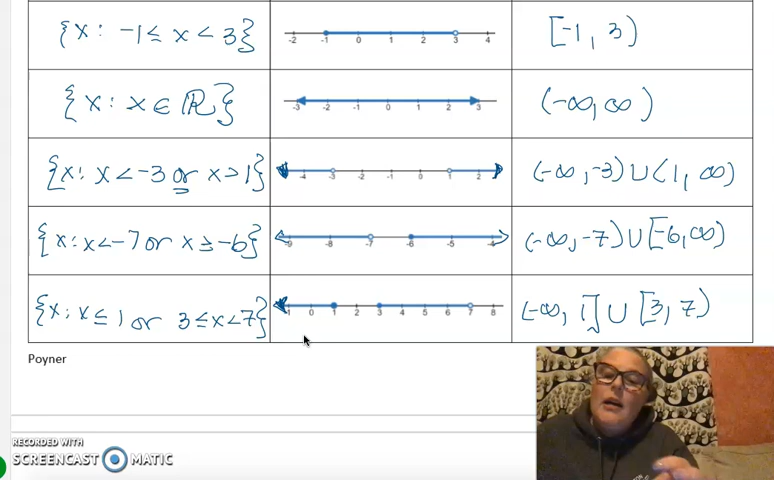 {x: -1 ≤ x < 3}
-2 -1 0 1 2 3 4
[-1, 3)
{x: x ∈ ℝ}
-3 -2 -1 0 1 2 3
(-∞, ∞)
{x: x < -3 or x > 1}
-4 -3 -2 -1 0 1 2
(-∞, -3) ∪ (1, ∞)
{x: x < -7 or x ≥ -6}
-9 -8 -7 -6 -5 -4
(-∞, -7) ∪ [-6, ∞)
{x: x ≤ 1 or 3 ≤ x < 7}
-1 0 1 2 3 4 5 6 7 8
(-∞, 1] ∪ [3, 7)
Poyner
RECORDED WITH
SCREENCAST MATIC